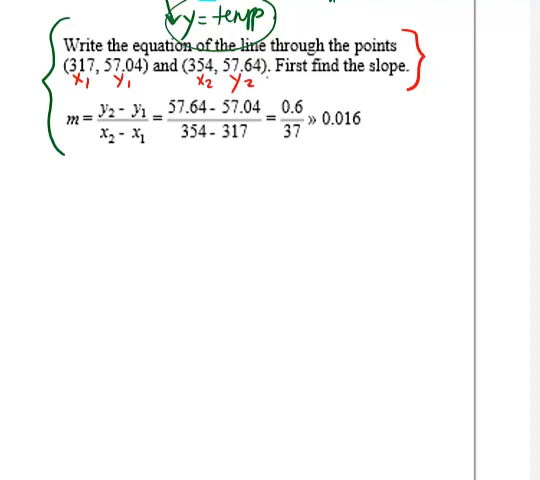 y = temp
Write the equation of the line through the points
(317, 57.04) and (354, 57.64). First find the slope.
x₁ y₁ x₂ y₂
m = y₂ - y₁ / x₂ - x₁ = 57.64 - 57.04 / 354 - 317 = 0.6 / 37 » 0.016